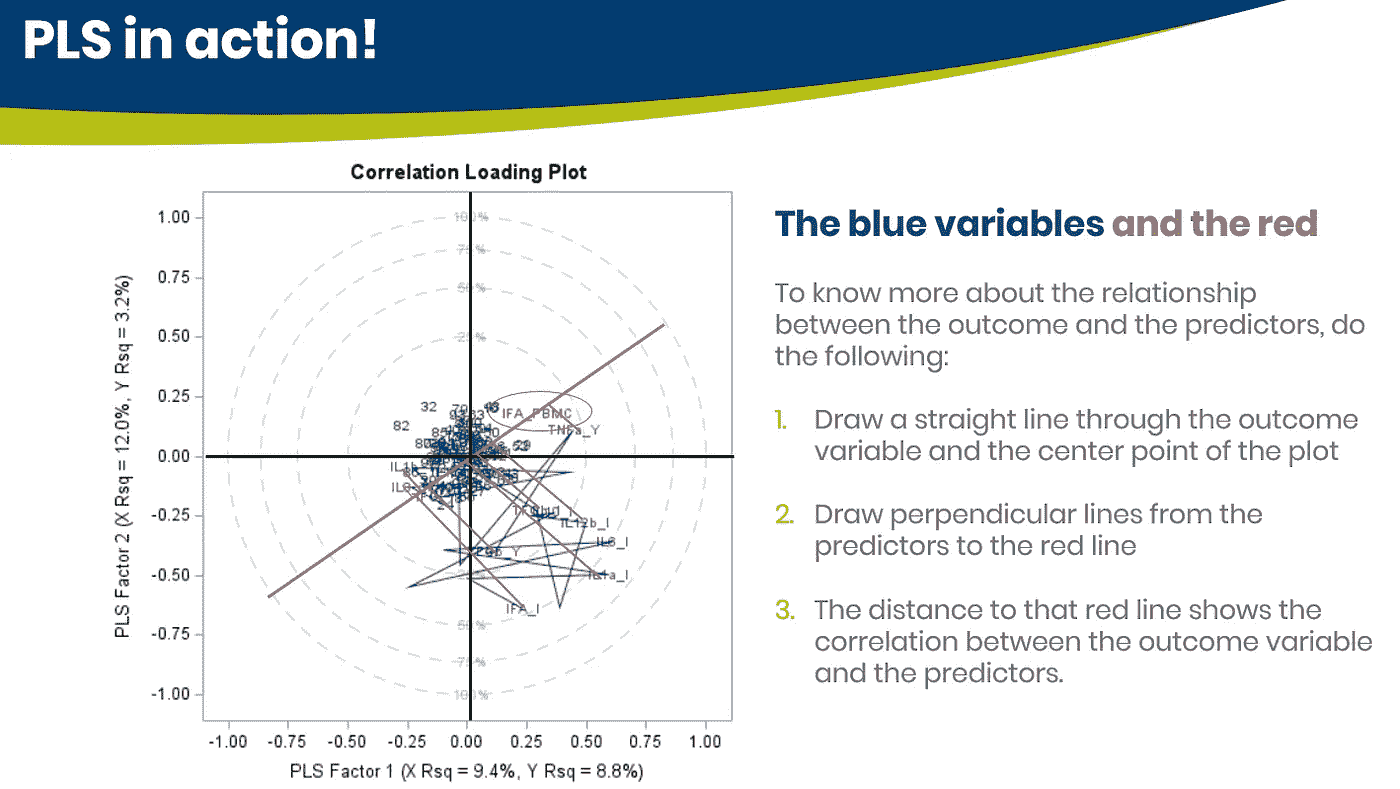 PLS in action!
Correlation Loading Plot
The blue variables and the red
To know more about the relationship
between the outcome and the predictors, do
the following:
1. Draw a straight line through the outcome
variable and the center point of the plot
2. Draw perpendicular lines from the
predictors to the red line
3. The distance to that red line shows the
correlation between the outcome variable
and the predictors.
PLS Factor 2 (X Rsq = 12.0%, Y Rsq = 3.2%)
1.00
0.75
0.50
0.25
0.00
-0.25
-0.50
-0.75
-1.00
100%
75%
50%
25%
32
82
IFA_PBMC
TNFa_Y
IL12b_I
IL1a_I
IFA_I
50%
75%
100%
-1.00 -0.75 -0.50 -0.25 0.00 0.25 0.50 0.75 1.00
PLS Factor 1 (X Rsq = 9.4%, Y Rsq = 8.8%)